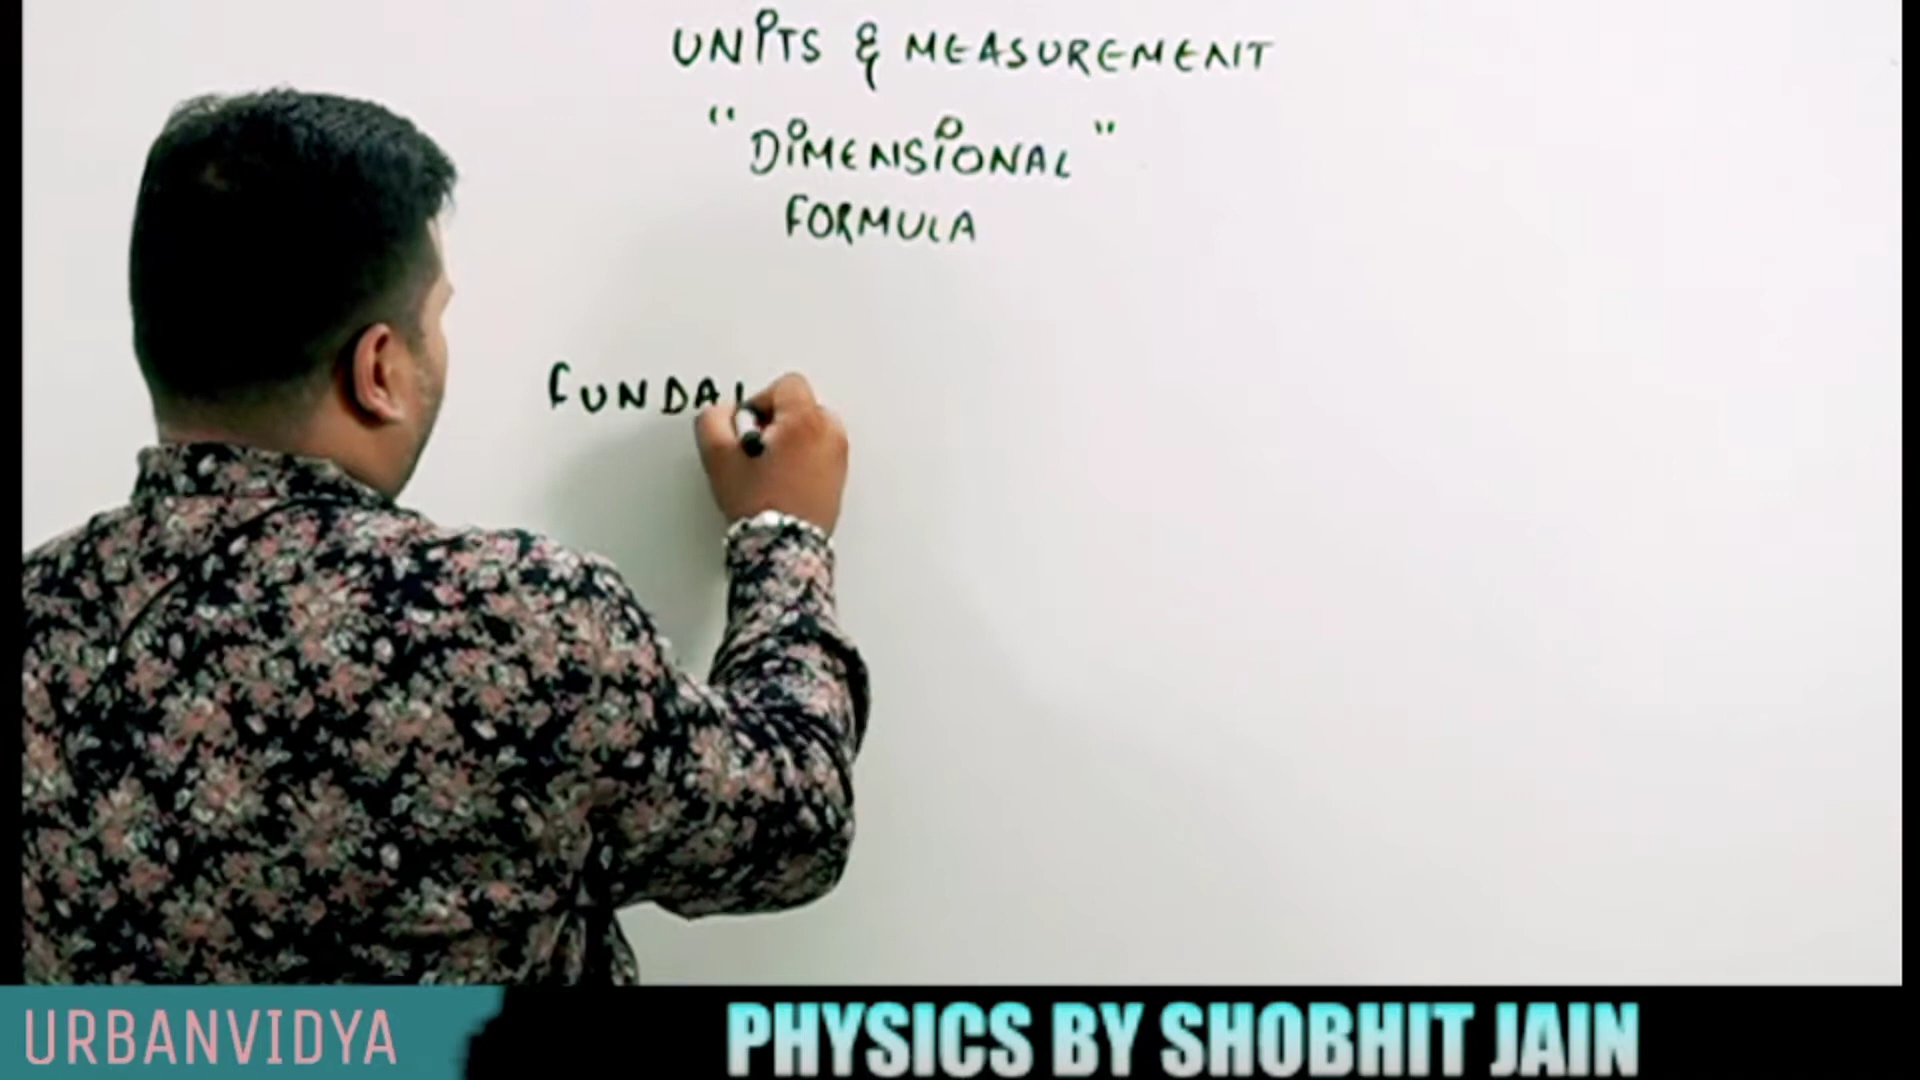 UNITS & MEASUREMENT
"DIMENSIONAL"
FORMULA
FUNDA
URBANVIDYA
PHYSICS BY SHOBHIT JAIN